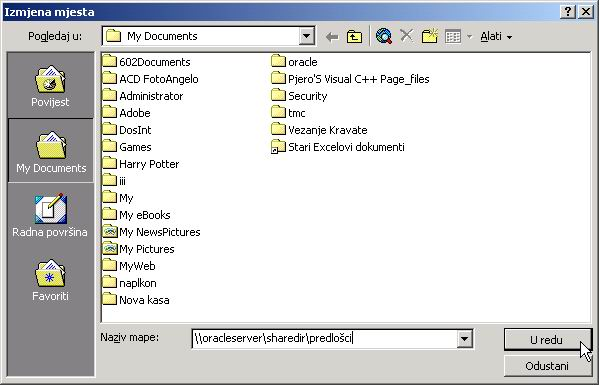 Izmjena mjesta
Pogledaj u: My Documents Alati
Povijest
My Documents
Radna površina
Favoriti
602Documents
ACD FotoAngelo
Administrator
Adobe
DosInt
Games
Harry Potter
iii
My
My eBooks
My NewsPictures
My Pictures
MyWeb
naplkon
Nova kasa
oracle
Pjero'S Visual C++ Page_files
Security
tmc
Vezanje Kravate
Stari Excelovi dokumenti
Naziv mape: \\oracleserver\sharedir\predlošci
U redu
Odustani